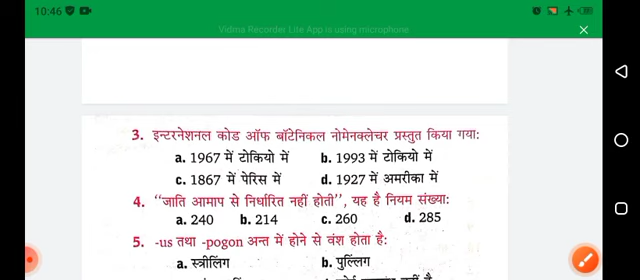 10:46
Vidma Recorder Lite App is using microphone
3. इन्टरनेशनल कोड ऑफ बॉटेनिकल नोमेनक्लेचर प्रस्तुत किया गया:
a. 1967 में टोकियो में b. 1993 में टोकियो में
c. 1867 में पेरिस में d. 1927 में अमरीका में
4. “जाति आमाप से निर्धारित नहीं होती”, यह है नियम संख्या:
a. 240 b. 214 c. 260 d. 285
5. -us तथा -pogon अन्त में होने से वंश होता है:
a. स्त्रीलिंग b. पुल्लिग